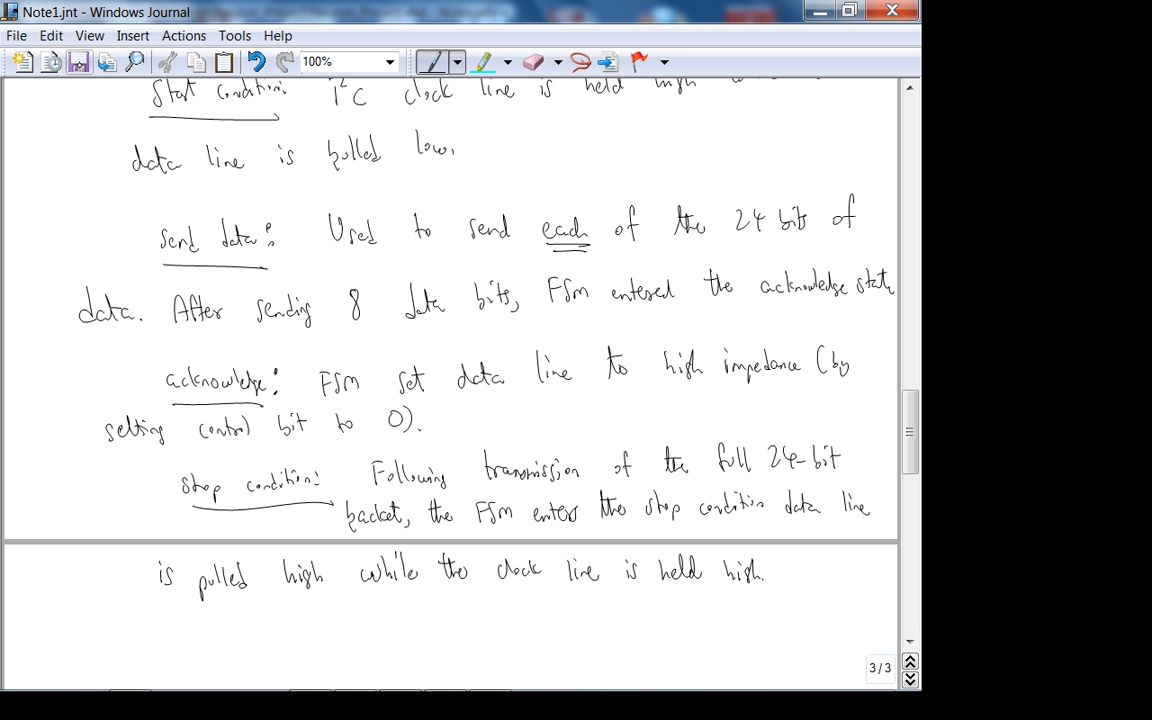 Note1.jnt - Windows Journal
File Edit View Insert Actions Tools Help
100%
Start condition: I²C clock line is held high
data line is pulled low.
send data: Used to send each of the 24 bits of
data. After sending 8 data bits, FSM entered the acknowledge state
acknowledge: FSM set data line to high impedance (by
setting control bit to 0).
stop condition: Following transmission of the full 24-bit
packet, the FSM enters the stop condition data line
is pulled high while the clock line is held high.
3/3